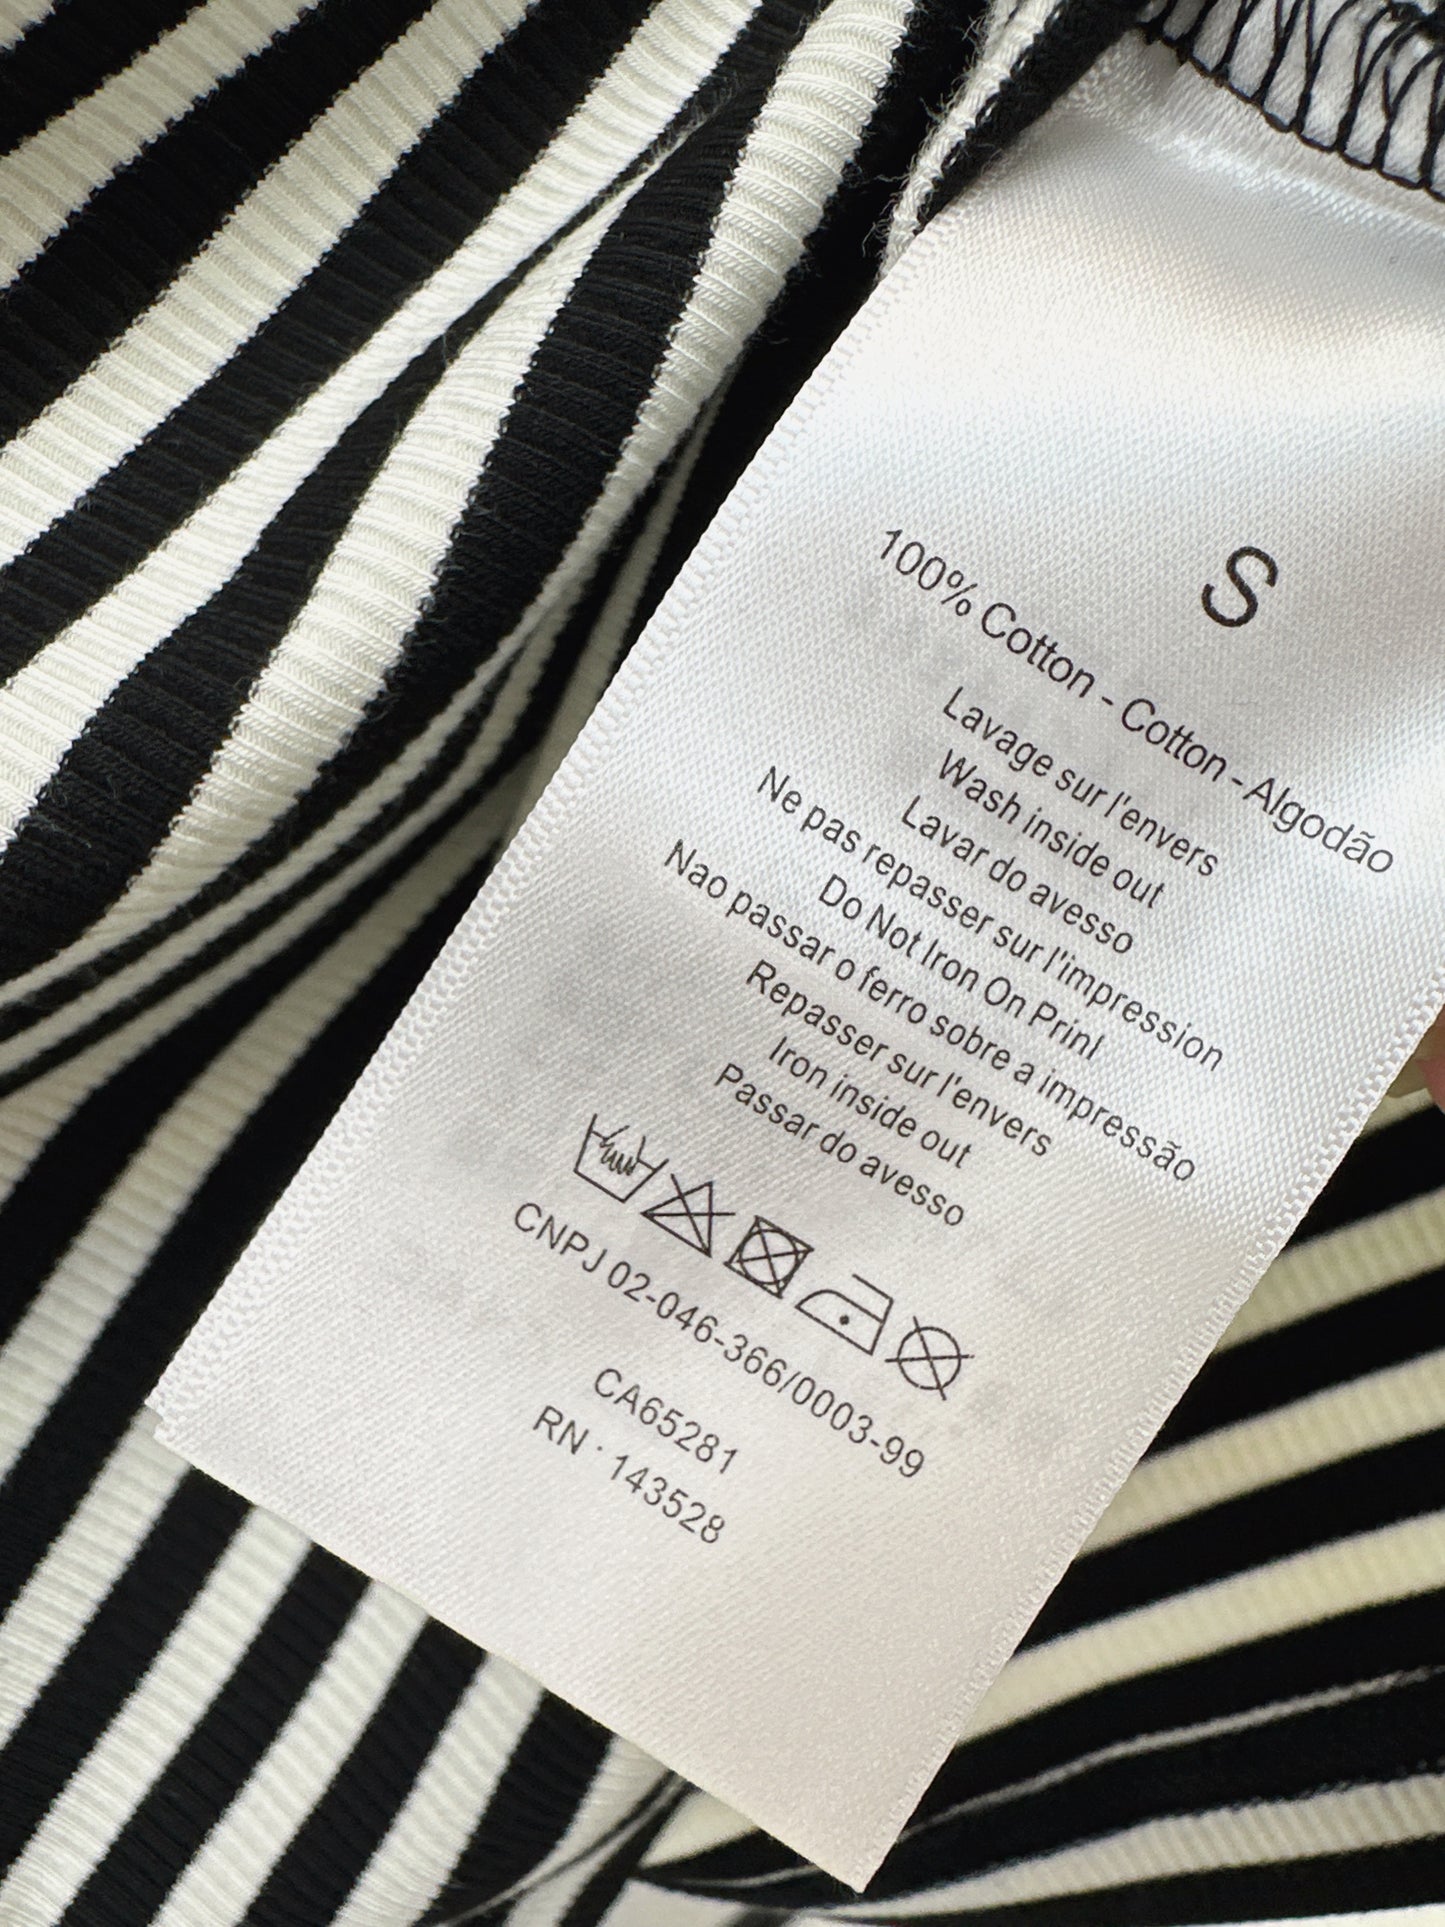 S
100% Cotton - Cotton - Algodão
Lavage sur l'envers
Wash inside out
Lavar do avesso
Ne pas repasser sur l'impression
Do Not Iron On Prinl
Nao passar o ferro sobre a impressão
Repasser sur l'envers
Iron inside out
Passar do avesso
CNPJ 02-046-366/0003-99
CA65281
RN · 143528